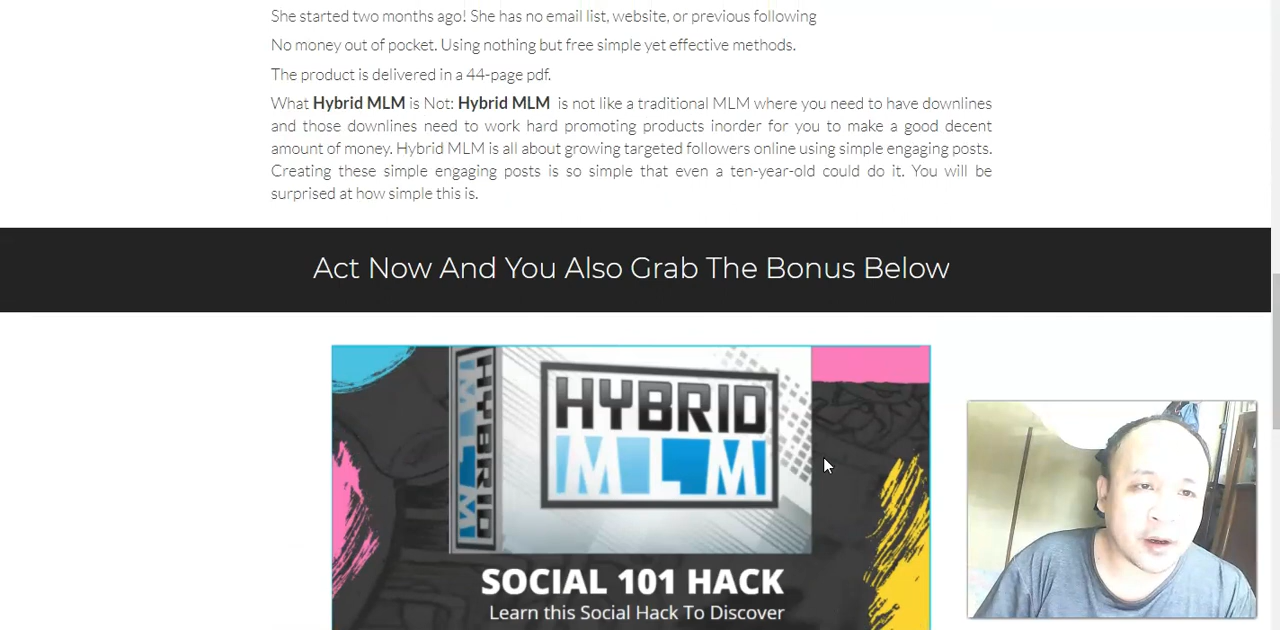 She started two months ago! She has no email list, website, or previous following
No money out of pocket. Using nothing but free simple yet effective methods.
The product is delivered in a 44-page pdf.
What Hybrid MLM is Not: Hybrid MLM is not like a traditional MLM where you need to have downlines
and those downlines need to work hard promoting products inorder for you to make a good decent
amount of money. Hybrid MLM is all about growing targeted followers online using simple engaging posts.
Creating these simple engaging posts is so simple that even a ten-year-old could do it. You will be
surprised at how simple this is.
Act Now And You Also Grab The Bonus Below
HYBRID MLM
HYBRID
MLM
SOCIAL 101 HACK
Learn this Social Hack To Discover